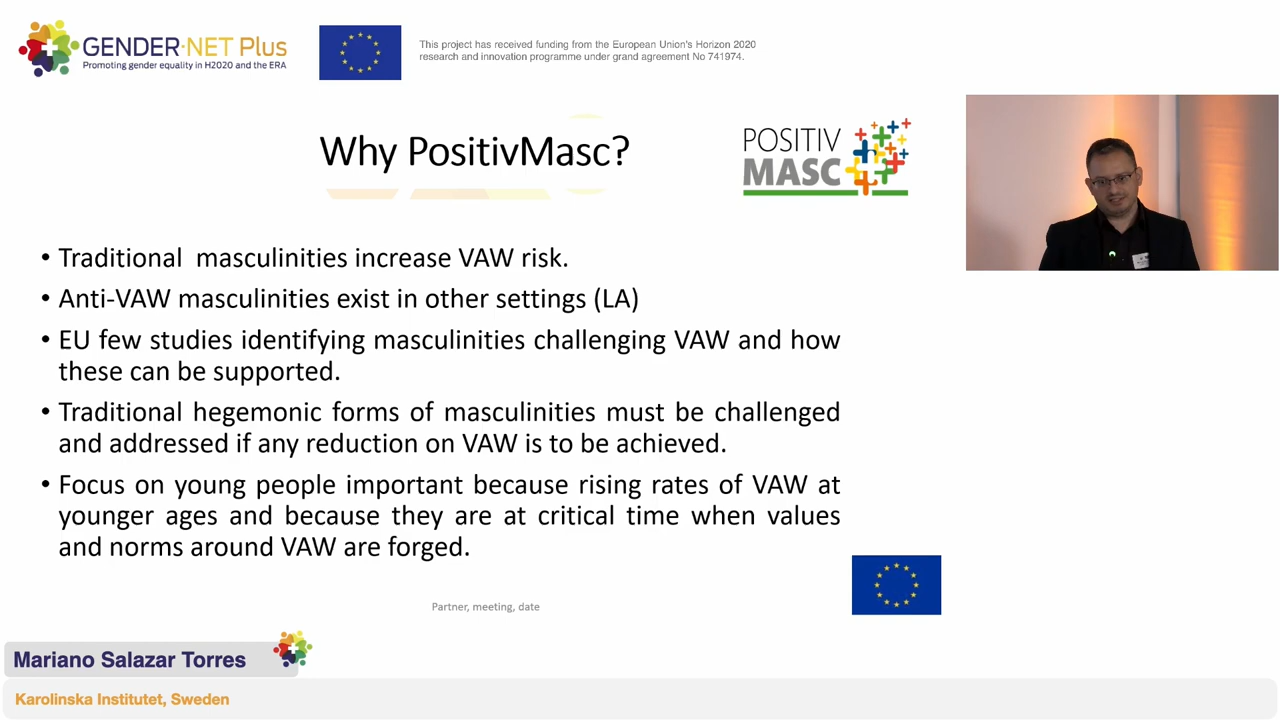 GENDER·NET Plus
Promoting gender equality in H2020 and the ERA
This project has received funding from the European Union's Horizon 2020
research and innovation programme under grand agreement No 741974.
Why PositivMasc?
POSITIV
MASC
• Traditional masculinities increase VAW risk.
• Anti-VAW masculinities exist in other settings (LA)
• EU few studies identifying masculinities challenging VAW and how
these can be supported.
• Traditional hegemonic forms of masculinities must be challenged
and addressed if any reduction on VAW is to be achieved.
• Focus on young people important because rising rates of VAW at
younger ages and because they are at critical time when values
and norms around VAW are forged.
Partner, meeting, date
Mariano Salazar Torres
Karolinska Institutet, Sweden